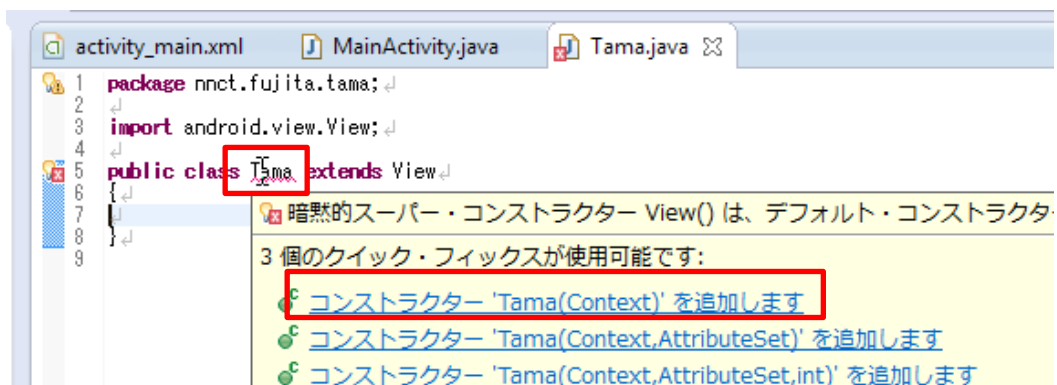 activity_main.xml MainActivity.java Tama.java
1 package nnct.fujita.tama;
2
3 import android.view.View;
4
5 public class Tama extends View
6 {
7
8 }
9
暗黙的スーパー・コンストラクター View() は、デフォルト・コンストラクター
3 個のクイック・フィックスが使用可能です:
コンストラクター 'Tama(Context)' を追加します
コンストラクター 'Tama(Context,AttributeSet)' を追加します
コンストラクター 'Tama(Context,AttributeSet,int)' を追加します